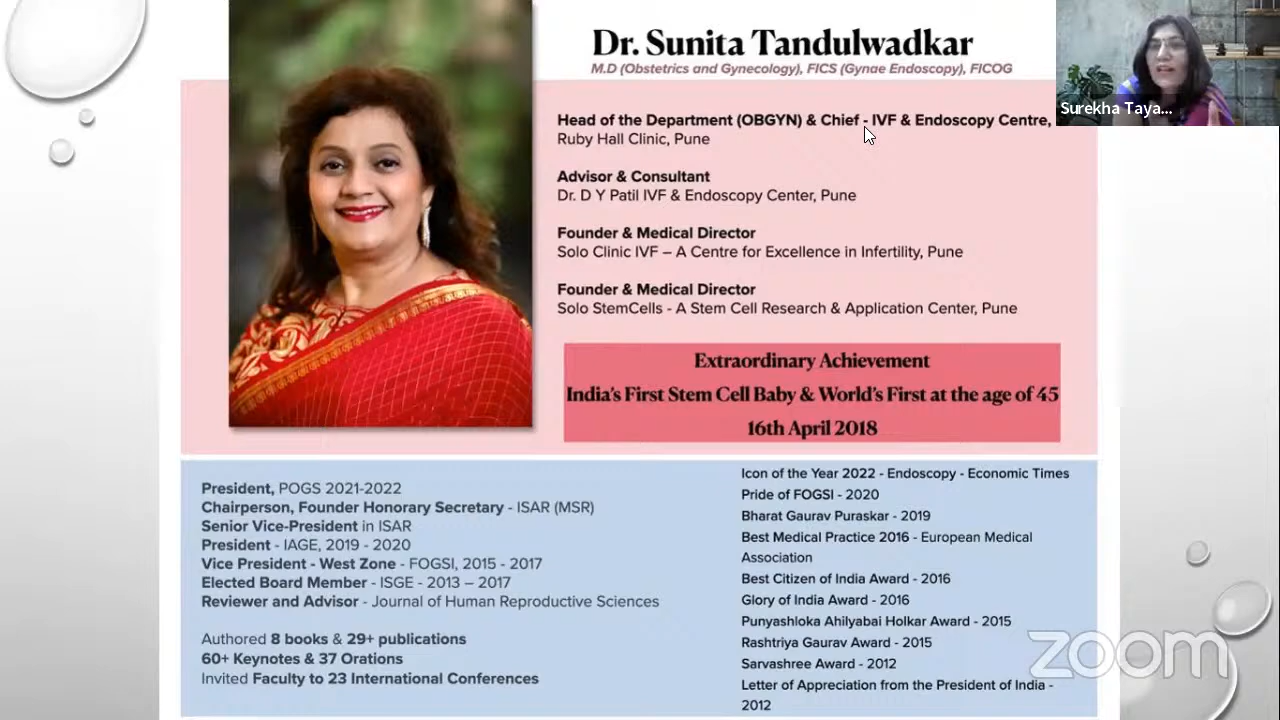 Dr. Sunita Tandulwadkar
M.D (Obstetrics and Gynecology), FICS (Gynae Endoscopy), FICOG
Surekha Taya...
Head of the Department (OBGYN) & Chief - IVF & Endoscopy Centre,
Ruby Hall Clinic, Pune
Advisor & Consultant
Dr. D Y Patil IVF & Endoscopy Center, Pune
Founder & Medical Director
Solo Clinic IVF – A Centre for Excellence in Infertility, Pune
Founder & Medical Director
Solo StemCells - A Stem Cell Research & Application Center, Pune
Extraordinary Achievement
India's First Stem Cell Baby & World's First at the age of 45
16th April 2018
President, POGS 2021-2022
Chairperson, Founder Honorary Secretary - ISAR (MSR)
Senior Vice-President in ISAR
President - IAGE, 2019 - 2020
Vice President - West Zone - FOGSI, 2015 - 2017
Elected Board Member - ISGE - 2013 – 2017
Reviewer and Advisor - Journal of Human Reproductive Sciences
Authored 8 books & 29+ publications
60+ Keynotes & 37 Orations
Invited Faculty to 23 International Conferences
Icon of the Year 2022 - Endoscopy - Economic Times
Pride of FOGSI - 2020
Bharat Gaurav Puraskar - 2019
Best Medical Practice 2016 - European Medical
Association
Best Citizen of India Award - 2016
Glory of India Award - 2016
Punyashloka Ahilyabai Holkar Award - 2015
Rashtriya Gaurav Award - 2015
Sarvashree Award - 2012
Letter of Appreciation from the President of India -
2012
zoom